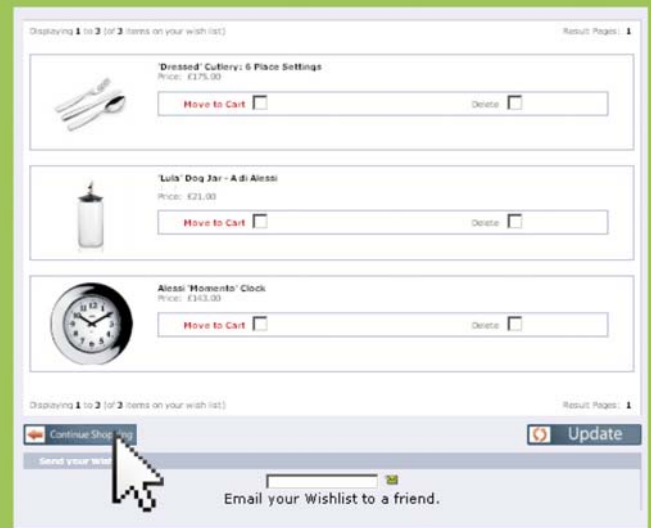 Displaying 1 to 3 (of 3 items on your wish list) Result Pages: 1
'Dressed' Cutlery: 6 Place Settings
Price: £175.00
Move to Cart Delete
'Lula' Dog Jar - A di Alessi
Price: £21.00
Move to Cart Delete
Alessi 'Momento' Clock
Price: £143.00
Move to Cart Delete
Displaying 1 to 3 (of 3 items on your wish list) Result Pages: 1
Continue Shopping Update
Send your
Email your Wishlist to a friend.